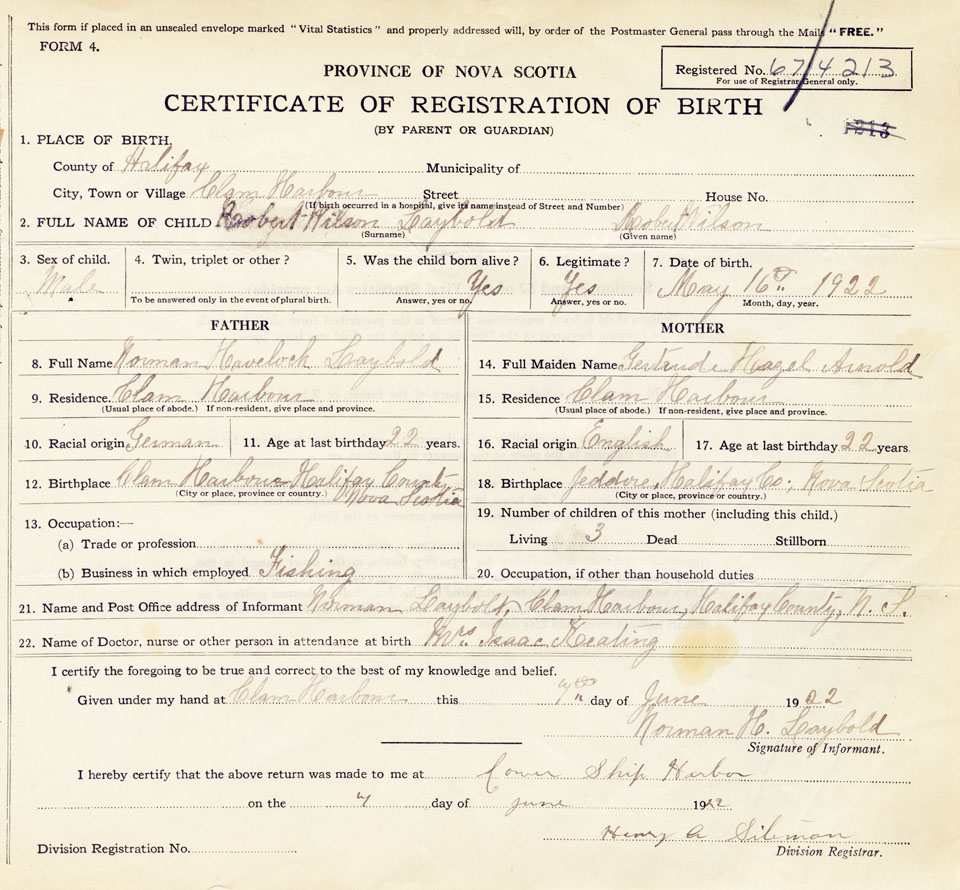 This form if placed in an unsealed envelope marked "Vital Statistics" and properly addressed will, by order of the Postmaster General pass through the Mails "FREE."
FORM 4.
Registered No. 67/4213
For use of Registrar General only.
PROVINCE OF NOVA SCOTIA
CERTIFICATE OF REGISTRATION OF BIRTH
(BY PARENT OR GUARDIAN)
1. PLACE OF BIRTH.
County of Halifax Municipality of
City, Town or Village Clam Harbour Street House No.
(If birth occurred in a hospital, give its name instead of Street and Number)
2. FULL NAME OF CHILD Robert Wilson Laybold Robert Wilson
(Surname) (Given name)
3. Sex of child. 4. Twin, triplet or other? 5. Was the child born alive? 6. Legitimate? 7. Date of birth.
Male Yes Yes May 16th 1922
To be answered only in the event of plural birth. Answer, yes or no. Answer, yes or no. Month, day, year.
FATHER MOTHER
8. Full Name Norman Havelock Laybold
9. Residence. Clam Harbour
(Usual place of abode.) If non-resident, give place and province.
10. Racial origin German 11. Age at last birthday 22 years.
12. Birthplace Clam Harbour Halifax County
Nova Scotia
(City or place, province or country.)
13. Occupation:—
(a) Trade or profession
(b) Business in which employed Fishing
14. Full Maiden Name Gertrude Hazel Arnold
15. Residence Clam Harbour
(Usual place of abode.) If non-resident, give place and province.
16. Racial origin English 17. Age at last birthday 22 years.
18. Birthplace Jeddore, Halifax Co; Nova Scotia
(City or place, province or country.)
19. Number of children of this mother (including this child.)
Living 3 Dead Stillborn
20. Occupation, if other than household duties
21. Name and Post Office address of Informant Norman Laybold, Clam Harbour, Halifax County, N. S.
22. Name of Doctor, nurse or other person in attendance at birth Mrs. Isaac Keating
I certify the foregoing to be true and correct to the best of my knowledge and belief.
Given under my hand at Clam Harbour this day of June 1922
Norman H. Laybold
Signature of Informant.
I hereby certify that the above return was made to me at Lower Ship Harbor
on the 7 day of June 1922
Henry A
Division Registrar.
Division Registration No.